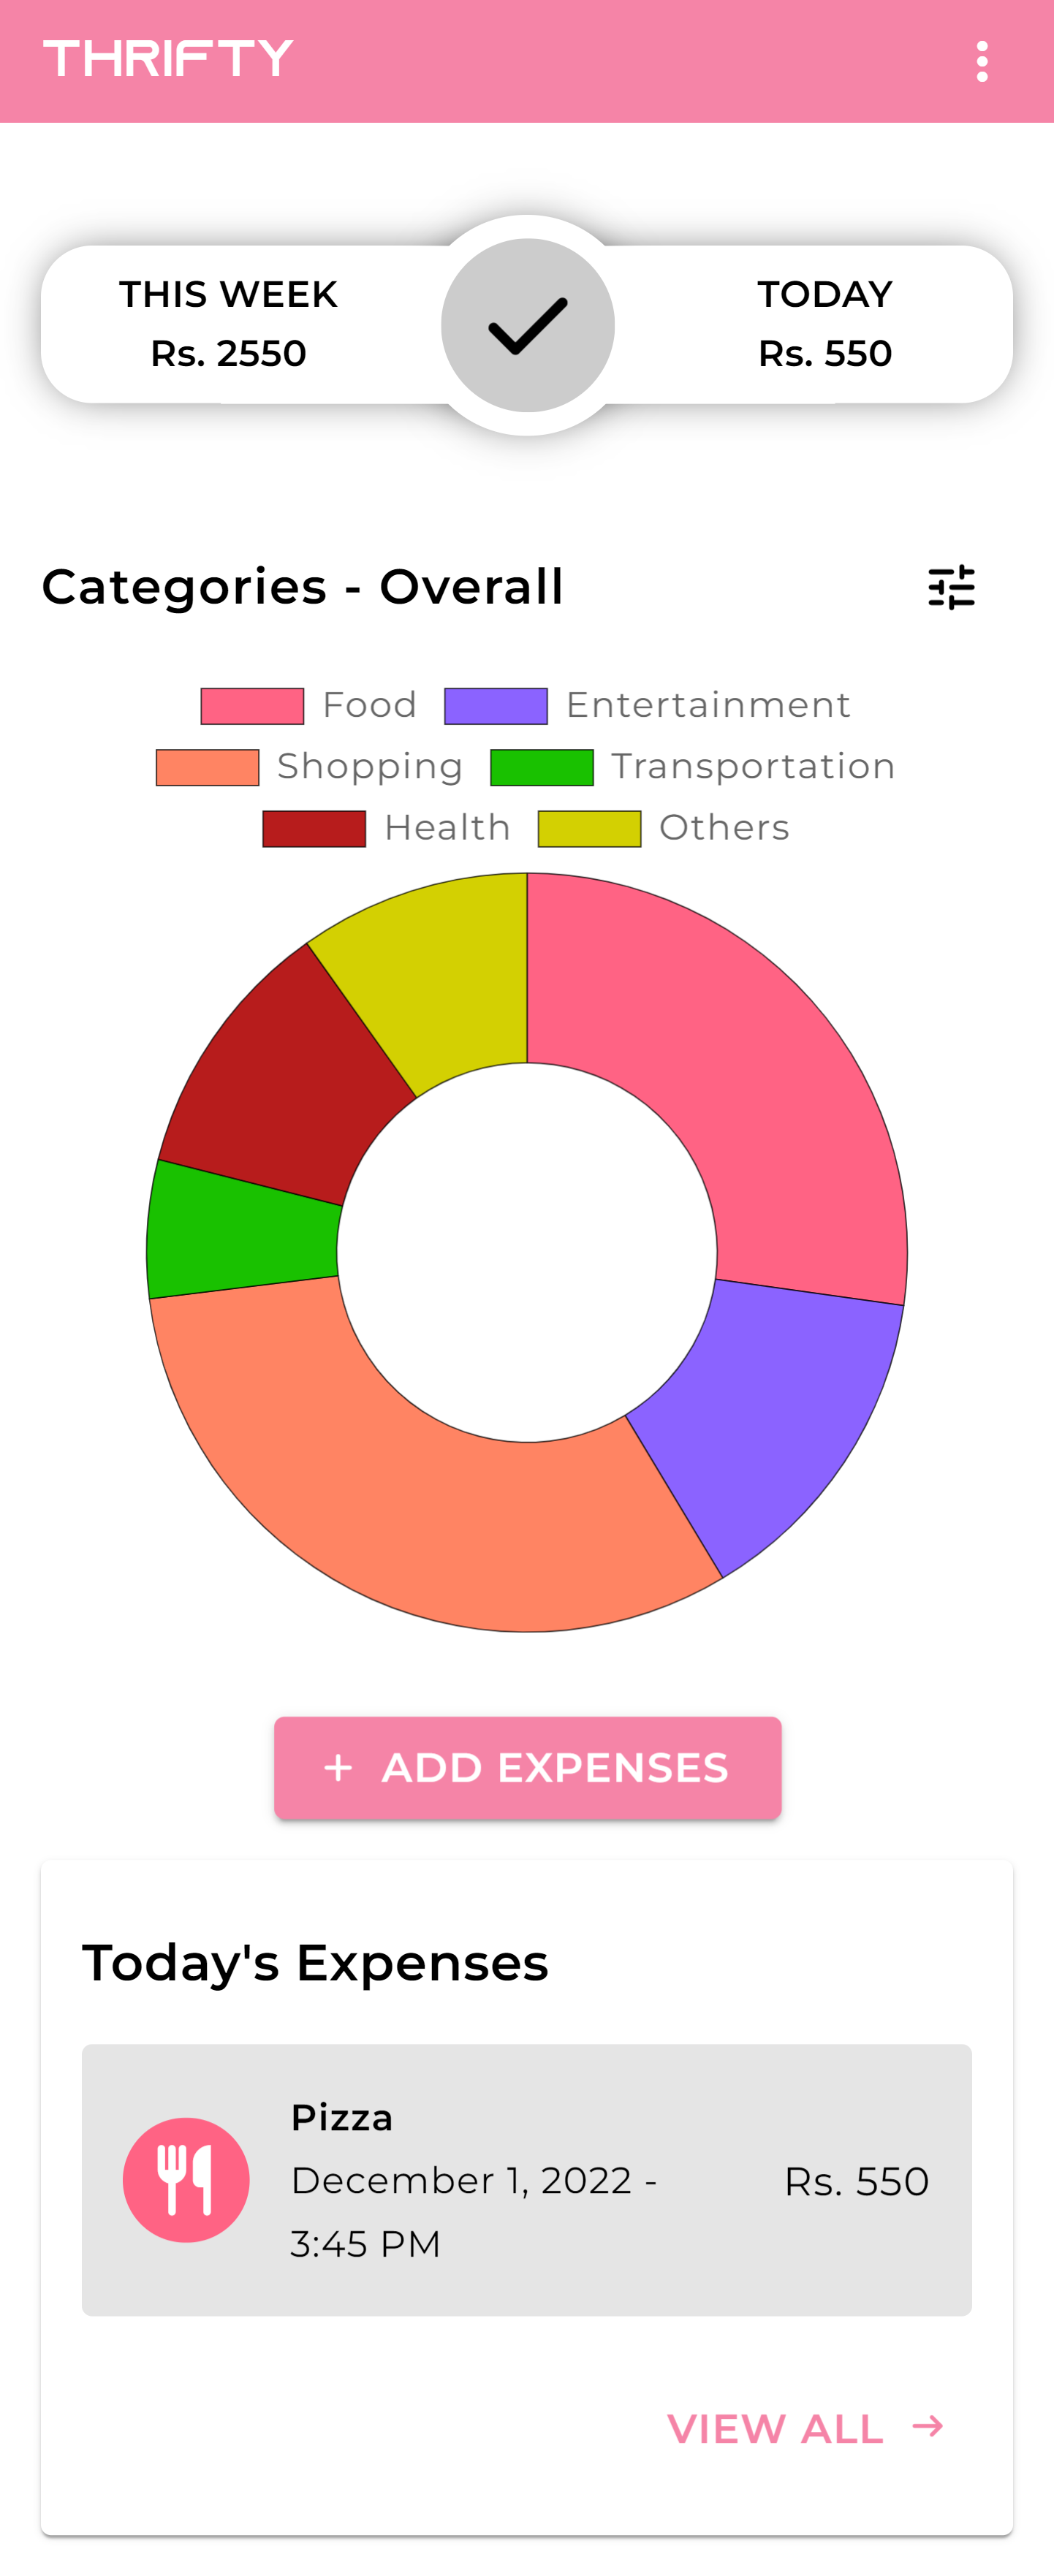 THRIFTY
THIS WEEK
Rs. 2550
TODAY
Rs. 550
Categories - Overall
Food Entertainment
Shopping Transportation
Health Others
+ ADD EXPENSES
Today's Expenses
Pizza
December 1, 2022 -
3:45 PM
Rs. 550
VIEW ALL →